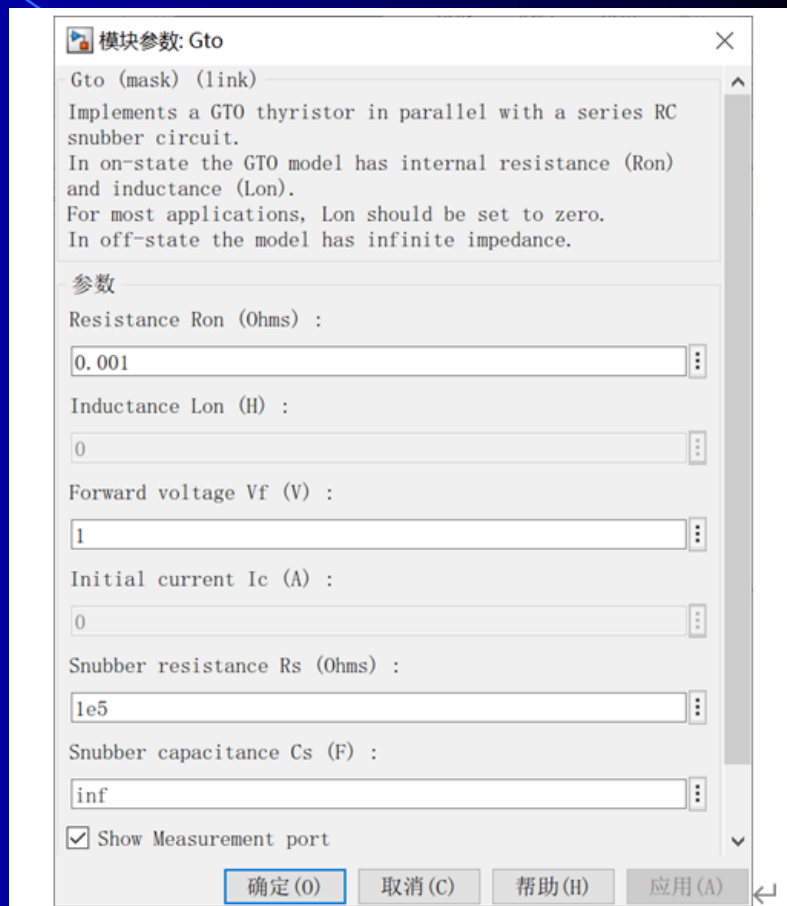 模块参数: Gto
Gto (mask) (link)
Implements a GTO thyristor in parallel with a series RC
snubber circuit.
In on-state the GTO model has internal resistance (Ron)
and inductance (Lon).
For most applications, Lon should be set to zero.
In off-state the model has infinite impedance.
参数
Resistance Ron (Ohms) :
0.001
Inductance Lon (H) :
0
Forward voltage Vf (V) :
1
Initial current Ic (A) :
0
Snubber resistance Rs (Ohms) :
1e5
Snubber capacitance Cs (F) :
inf
Show Measurement port
确定(O) 取消(C) 帮助(H) 应用(A)